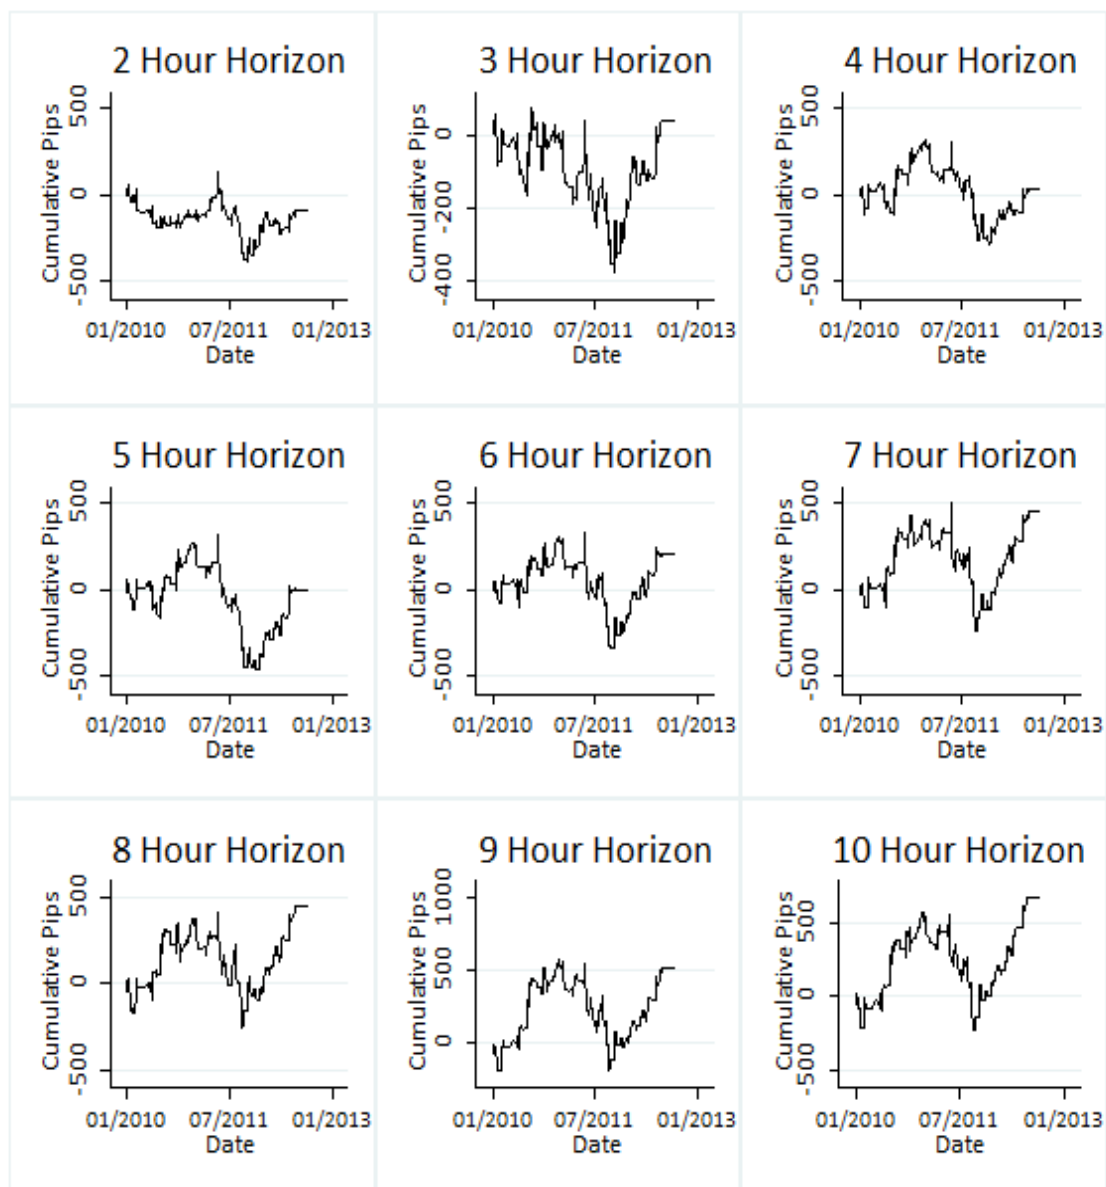 2 Hour Horizon
Cumulative Pips
500
0
-500
01/2010 07/2011 01/2013
Date
3 Hour Horizon
Cumulative Pips
0
-200
-400
01/2010 07/2011 01/2013
Date
4 Hour Horizon
Cumulative Pips
500
0
-500
01/2010 07/2011 01/2013
Date
5 Hour Horizon
Cumulative Pips
500
0
-500
01/2010 07/2011 01/2013
Date
6 Hour Horizon
Cumulative Pips
500
0
-500
01/2010 07/2011 01/2013
Date
7 Hour Horizon
Cumulative Pips
500
0
-500
01/2010 07/2011 01/2013
Date
8 Hour Horizon
Cumulative Pips
500
0
-500
01/2010 07/2011 01/2013
Date
9 Hour Horizon
Cumulative Pips
1000
500
0
01/2010 07/2011 01/2013
Date
10 Hour Horizon
Cumulative Pips
500
0
-500
01/2010 07/2011 01/2013
Date